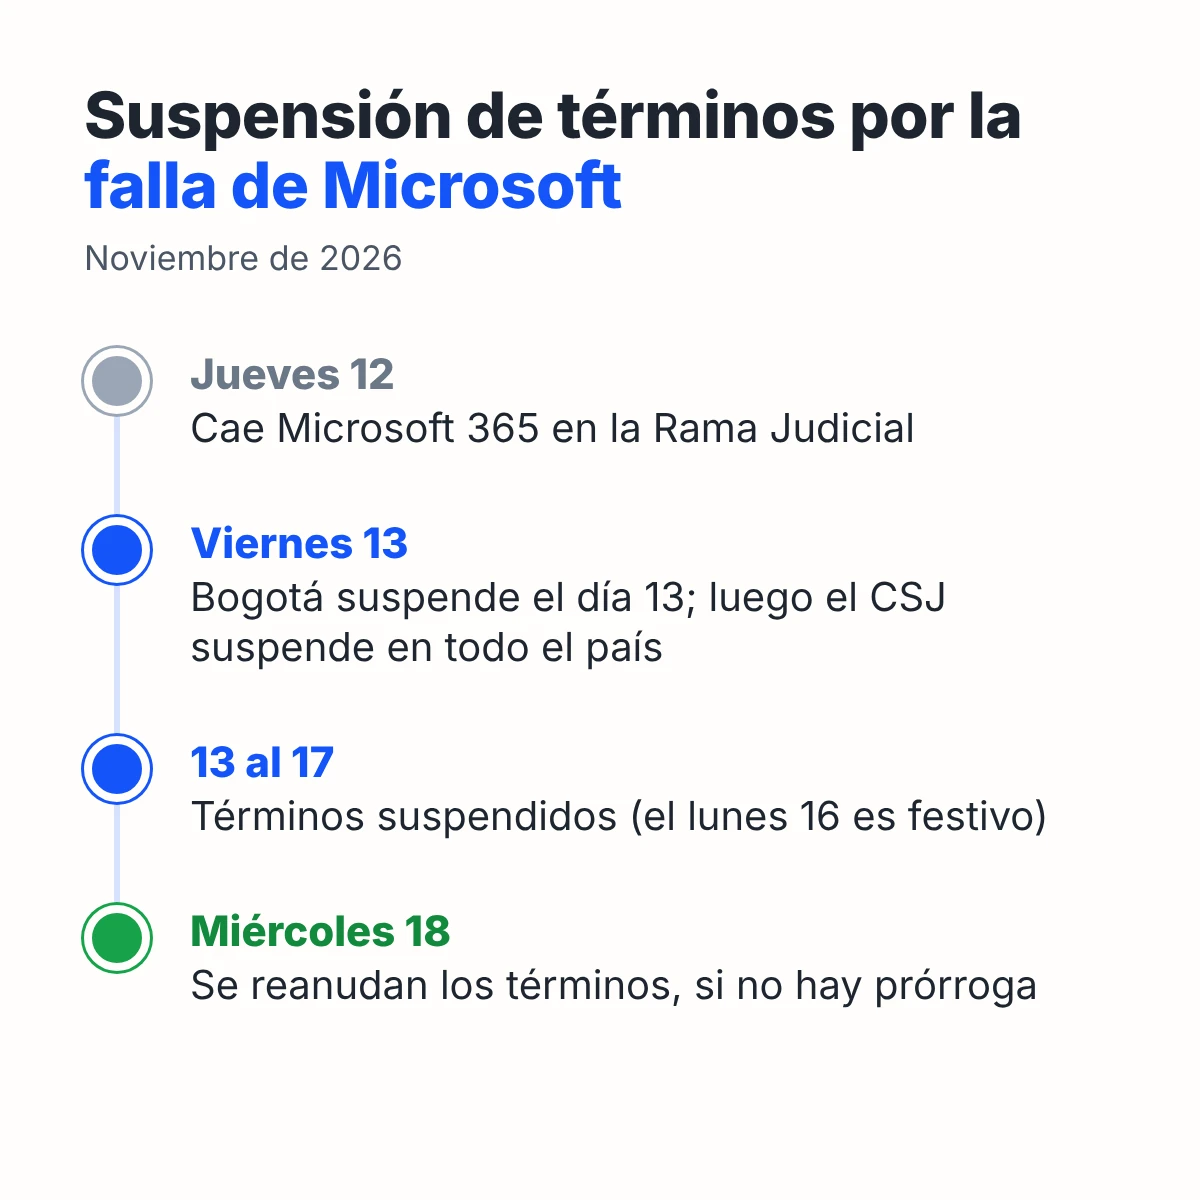 Suspensión de términos por la
falla de Microsoft
Noviembre de 2026
Jueves 12
Cae Microsoft 365 en la Rama Judicial
Viernes 13
Bogotá suspende el día 13; luego el CSJ
suspende en todo el país
13 al 17
Términos suspendidos (el lunes 16 es festivo)
Miércoles 18
Se reanudan los términos, si no hay prórroga